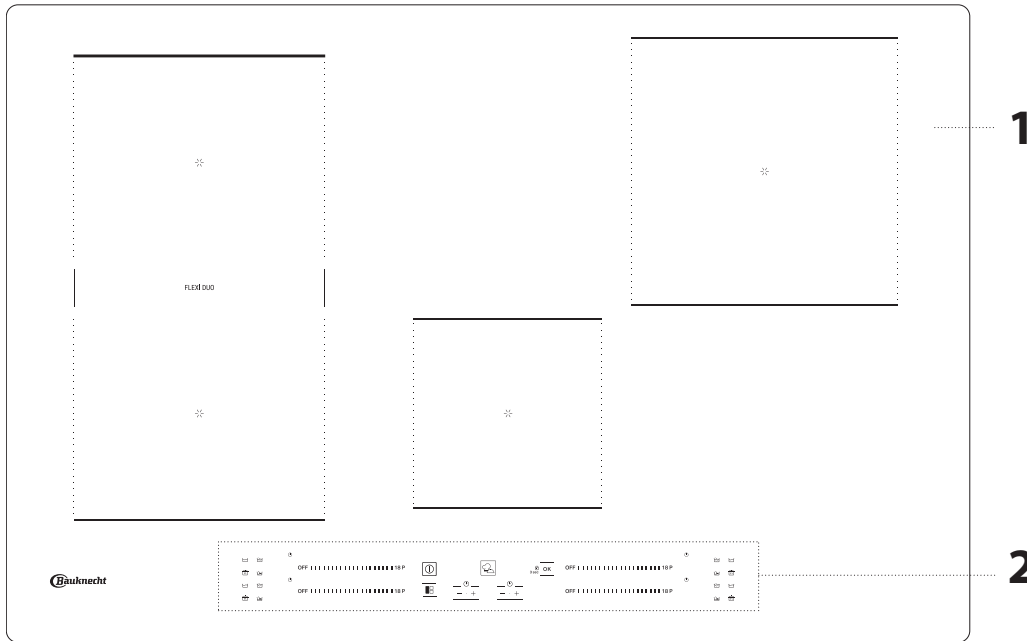 1
FLEXI DUO
2
OFF 18 P
OFF 18 P
OK
OFF 18 P
OFF 18 P
Bauknecht